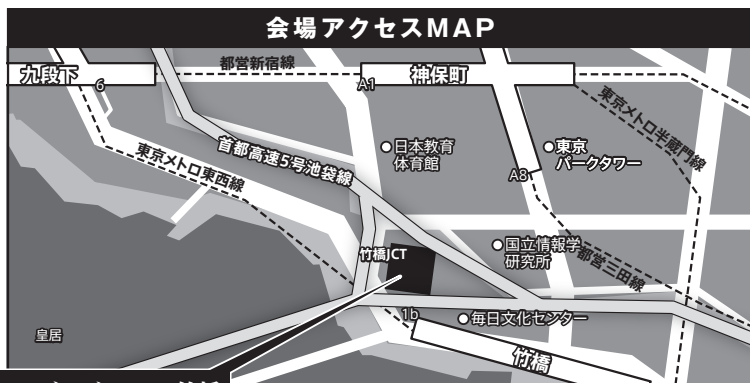 会場アクセスMAP
都営新宿線
九段下
6
A1
神保町
東京メトロ半蔵門線
首都高速5号池袋線
日本教育
体育館
東京
パークタワー
東京メトロ東西線
A8
国立情報学
研究所
竹橋JCT
都営三田線
1b
毎日文化センター
皇居
竹橋